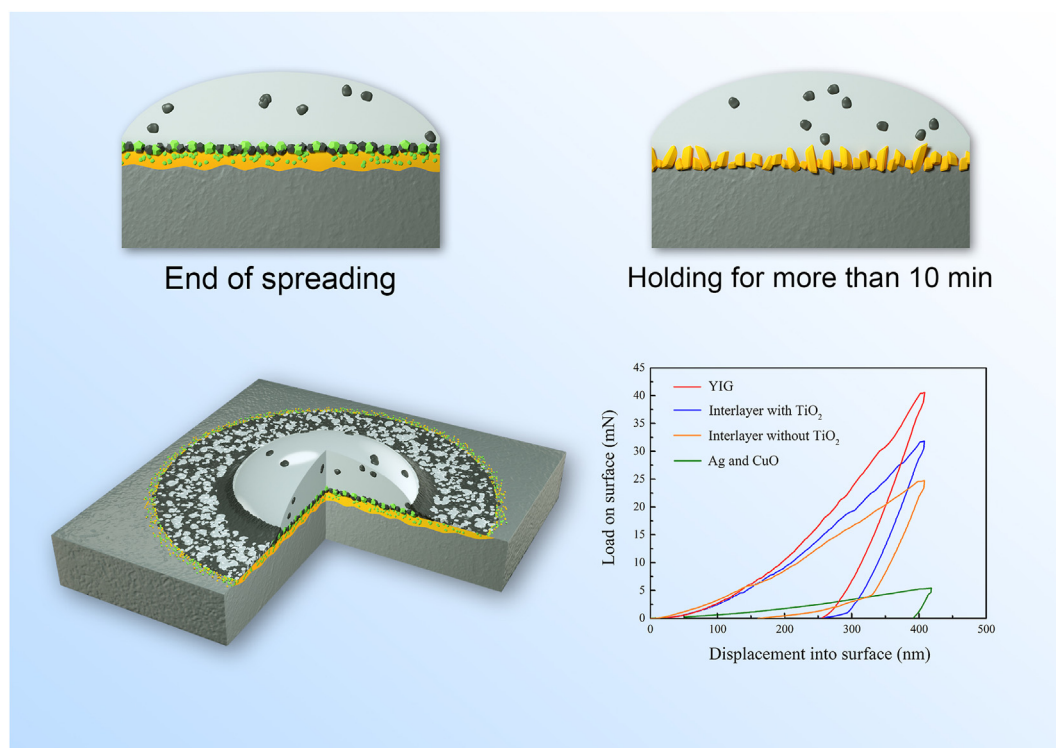 End of spreading
Holding for more than 10 min
45
40
35
30
25
20
15
10
5
0
Load on surface (mN)
YIG
Interlayer with TiO₂
Interlayer without TiO₂
Ag and CuO
0 100 200 300 400 500
Displacement into surface (nm)